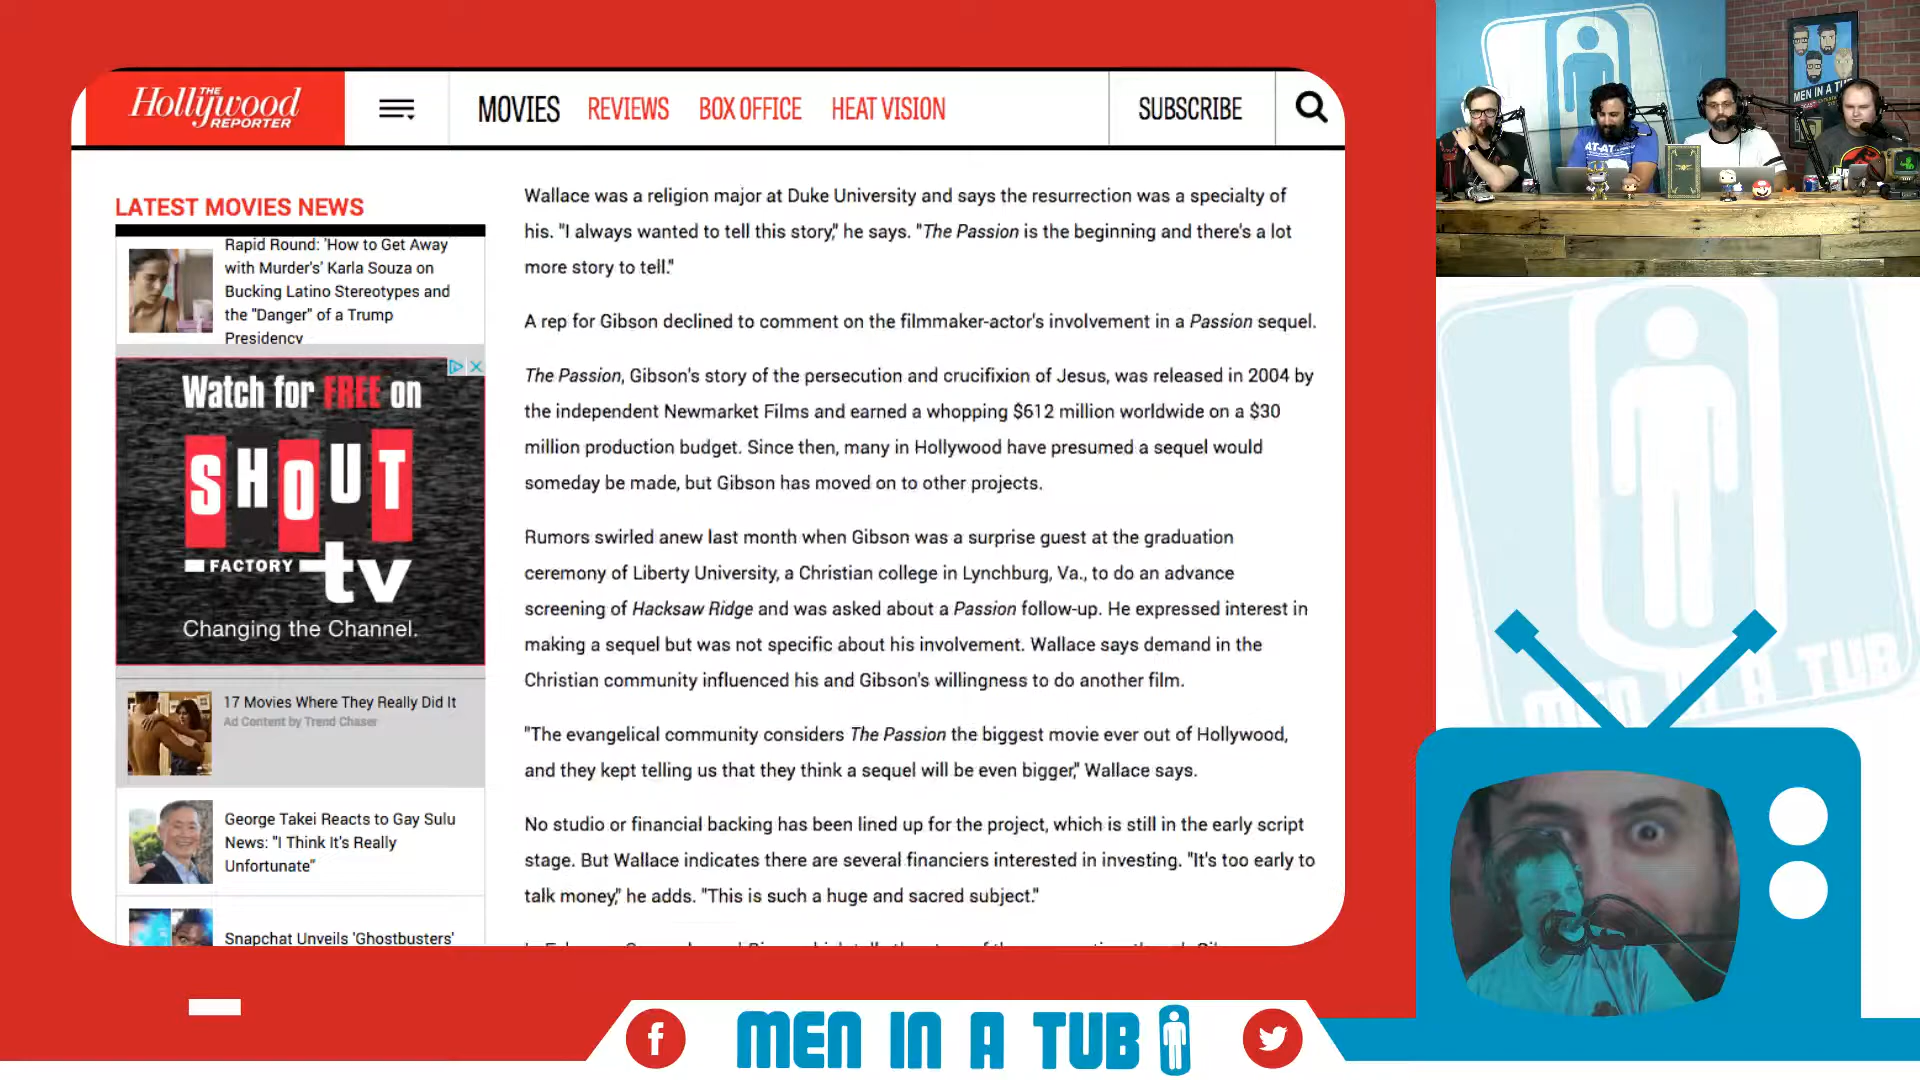 THE
Hollywood
REPORTER
MOVIES REVIEWS BOX OFFICE HEAT VISION
SUBSCRIBE
LATEST MOVIES NEWS
Rapid Round: 'How to Get Away
with Murder's' Karla Souza on
Bucking Latino Stereotypes and
the "Danger" of a Trump
Presidency
Watch for FREE on
SHOUT
FACTORY tv
Changing the Channel.
17 Movies Where They Really Did It
Ad Content by Trend Chaser
George Takei Reacts to Gay Sulu
News: "I Think It's Really
Unfortunate"
Snapchat Unveils 'Ghostbusters'
Wallace was a religion major at Duke University and says the resurrection was a specialty of
his. "I always wanted to tell this story," he says. "The Passion is the beginning and there's a lot
more story to tell."
A rep for Gibson declined to comment on the filmmaker-actor's involvement in a Passion sequel.
The Passion, Gibson's story of the persecution and crucifixion of Jesus, was released in 2004 by
the independent Newmarket Films and earned a whopping $612 million worldwide on a $30
million production budget. Since then, many in Hollywood have presumed a sequel would
someday be made, but Gibson has moved on to other projects.
Rumors swirled anew last month when Gibson was a surprise guest at the graduation
ceremony of Liberty University, a Christian college in Lynchburg, Va., to do an advance
screening of Hacksaw Ridge and was asked about a Passion follow-up. He expressed interest in
making a sequel but was not specific about his involvement. Wallace says demand in the
Christian community influenced his and Gibson's willingness to do another film.
"The evangelical community considers The Passion the biggest movie ever out of Hollywood,
and they kept telling us that they think a sequel will be even bigger," Wallace says.
No studio or financial backing has been lined up for the project, which is still in the early script
stage. But Wallace indicates there are several financiers interested in investing. "It's too early to
talk money," he adds. "This is such a huge and sacred subject."
MEN IN A TUB
AT-AT
MEN IN A TUB
MEN IN A TUB